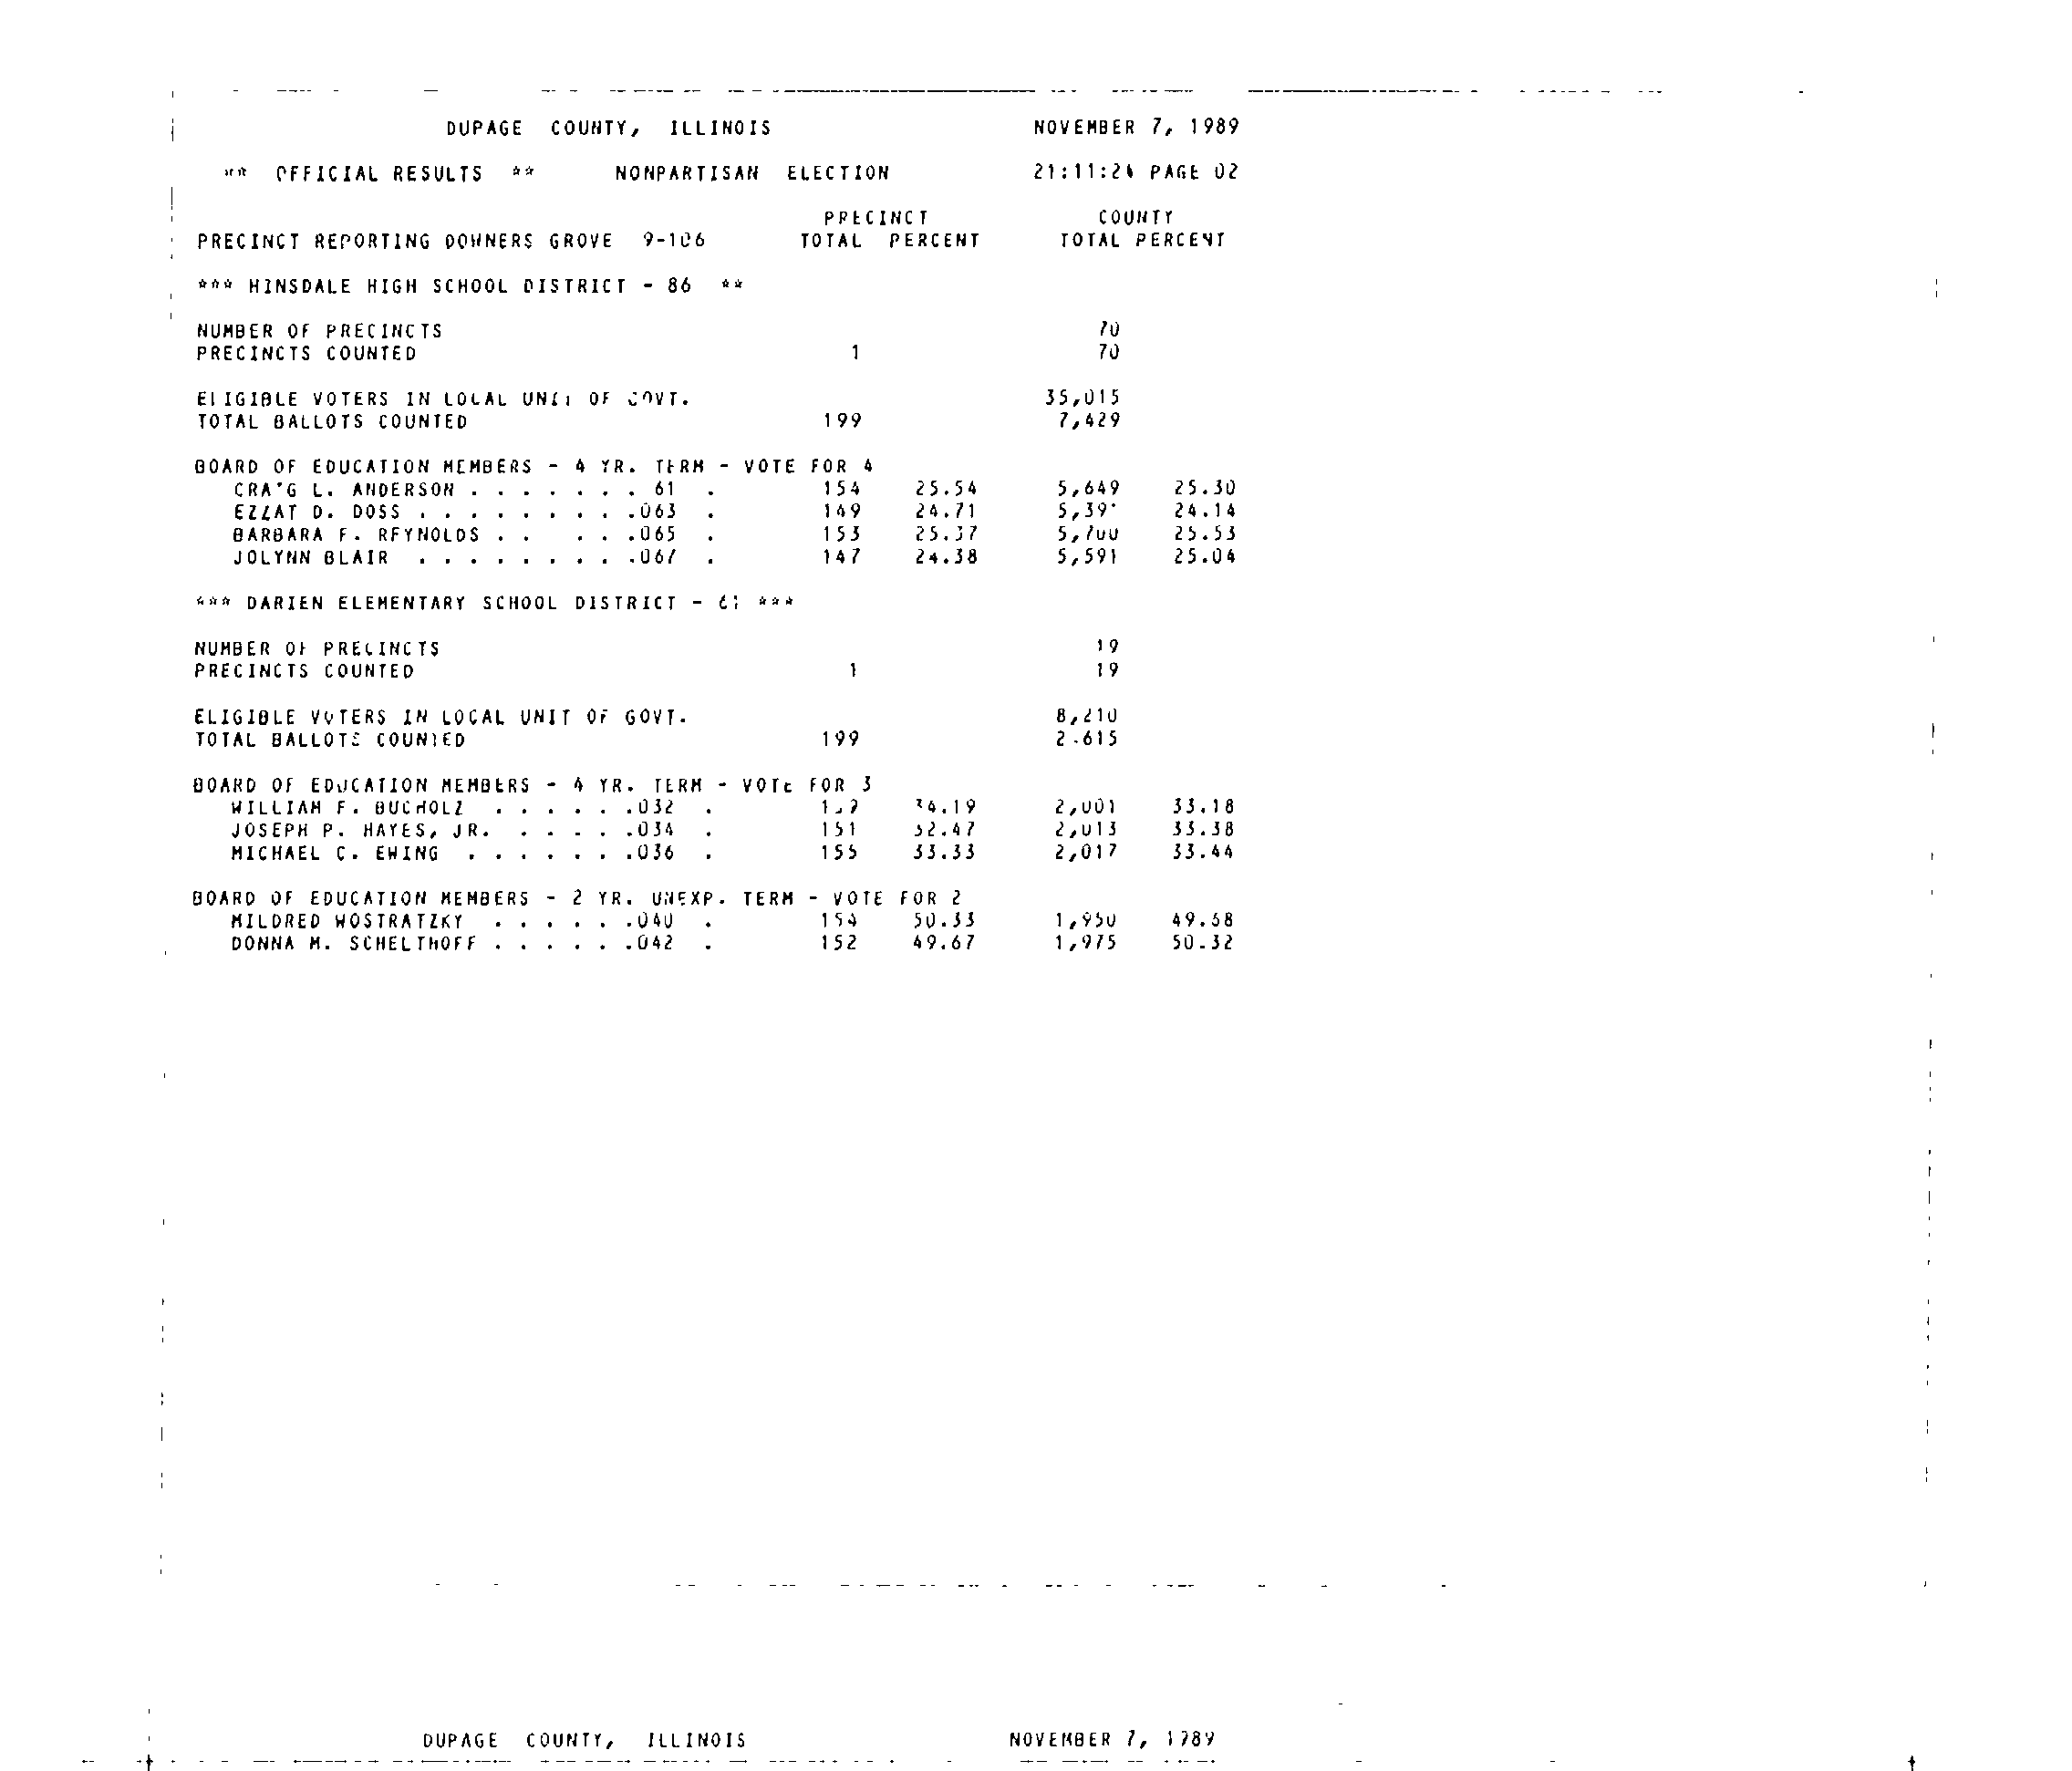 DUPAGE COUNTY, ILLINOIS NOVEMBER 7, 1989
** OFFICIAL RESULTS ** NONPARTISAN ELECTION 21:11:24 PAGE 02
PRECINCT COUNTY
PRECINCT REPORTING DOWNERS GROVE 9-106 TOTAL PERCENT TOTAL PERCENT
*** HINSDALE HIGH SCHOOL DISTRICT - 86 **
NUMBER OF PRECINCTS 70
PRECINCTS COUNTED 1 70
ELIGIBLE VOTERS IN LOCAL UNIT OF GOVT. 35,015
TOTAL BALLOTS COUNTED 199 7,429
BOARD OF EDUCATION MEMBERS - 4 YR. TERM - VOTE FOR 4
CRAIG L. ANDERSON . . . . . . . 61 . 154 25.54 5,649 25.30
EZZAT D. DOSS . . . . . . . . .063 . 149 24.71 24.14
BARBARA F. REYNOLDS . . . . .065 . 153 25.37 5,700 25.53
JOLYNN BLAIR . . . . . . . . .067 . 147 24.38 5,591 25.04
*** DARIEN ELEMENTARY SCHOOL DISTRICT - 61 ***
NUMBER OF PRECINCTS 19
PRECINCTS COUNTED 1 19
ELIGIBLE VOTERS IN LOCAL UNIT OF GOVT. 8,210
TOTAL BALLOTS COUNTED 199 2,615
BOARD OF EDUCATION MEMBERS - 4 YR. TERM - VOTE FOR 3
WILLIAM F. BUCHOLZ . . . . . .032 . 34.19 2,001 33.18
JOSEPH P. HAYES, JR. . . . . .034 . 151 32.47 2,013 33.38
MICHAEL C. EWING . . . . . . .036 . 155 33.33 2,017 33.44
BOARD OF EDUCATION MEMBERS - 2 YR. UNEXP. TERM - VOTE FOR 2
MILDRED WOSTRATZKY . . . . . .040 . 154 50.33 1,950 49.68
DONNA M. SCHELTHOFF . . . . . .042 . 152 49.67 1,975 50.32
DUPAGE COUNTY, ILLINOIS NOVEMBER 7, 1989